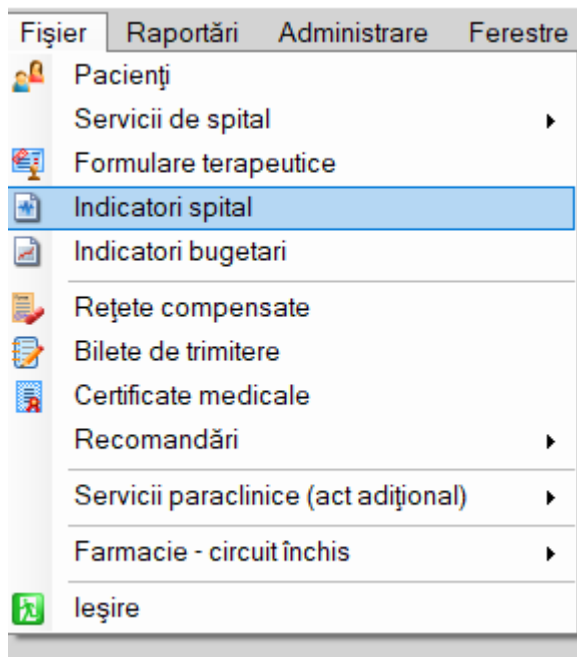 Fişier Raportări Administrare Ferestre
Pacienţi
Servicii de spital
Formulare terapeutice
Indicatori spital
Indicatori bugetari
Reţete compensate
Bilete de trimitere
Certificate medicale
Recomandări
Servicii paraclinice (act adiţional)
Farmacie - circuit închis
Ieşire